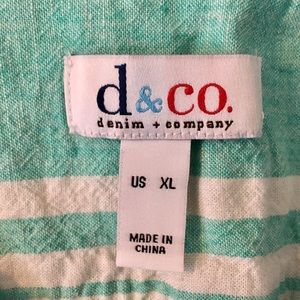 d&co.
denim + company
US XL
MADE IN
CHINA